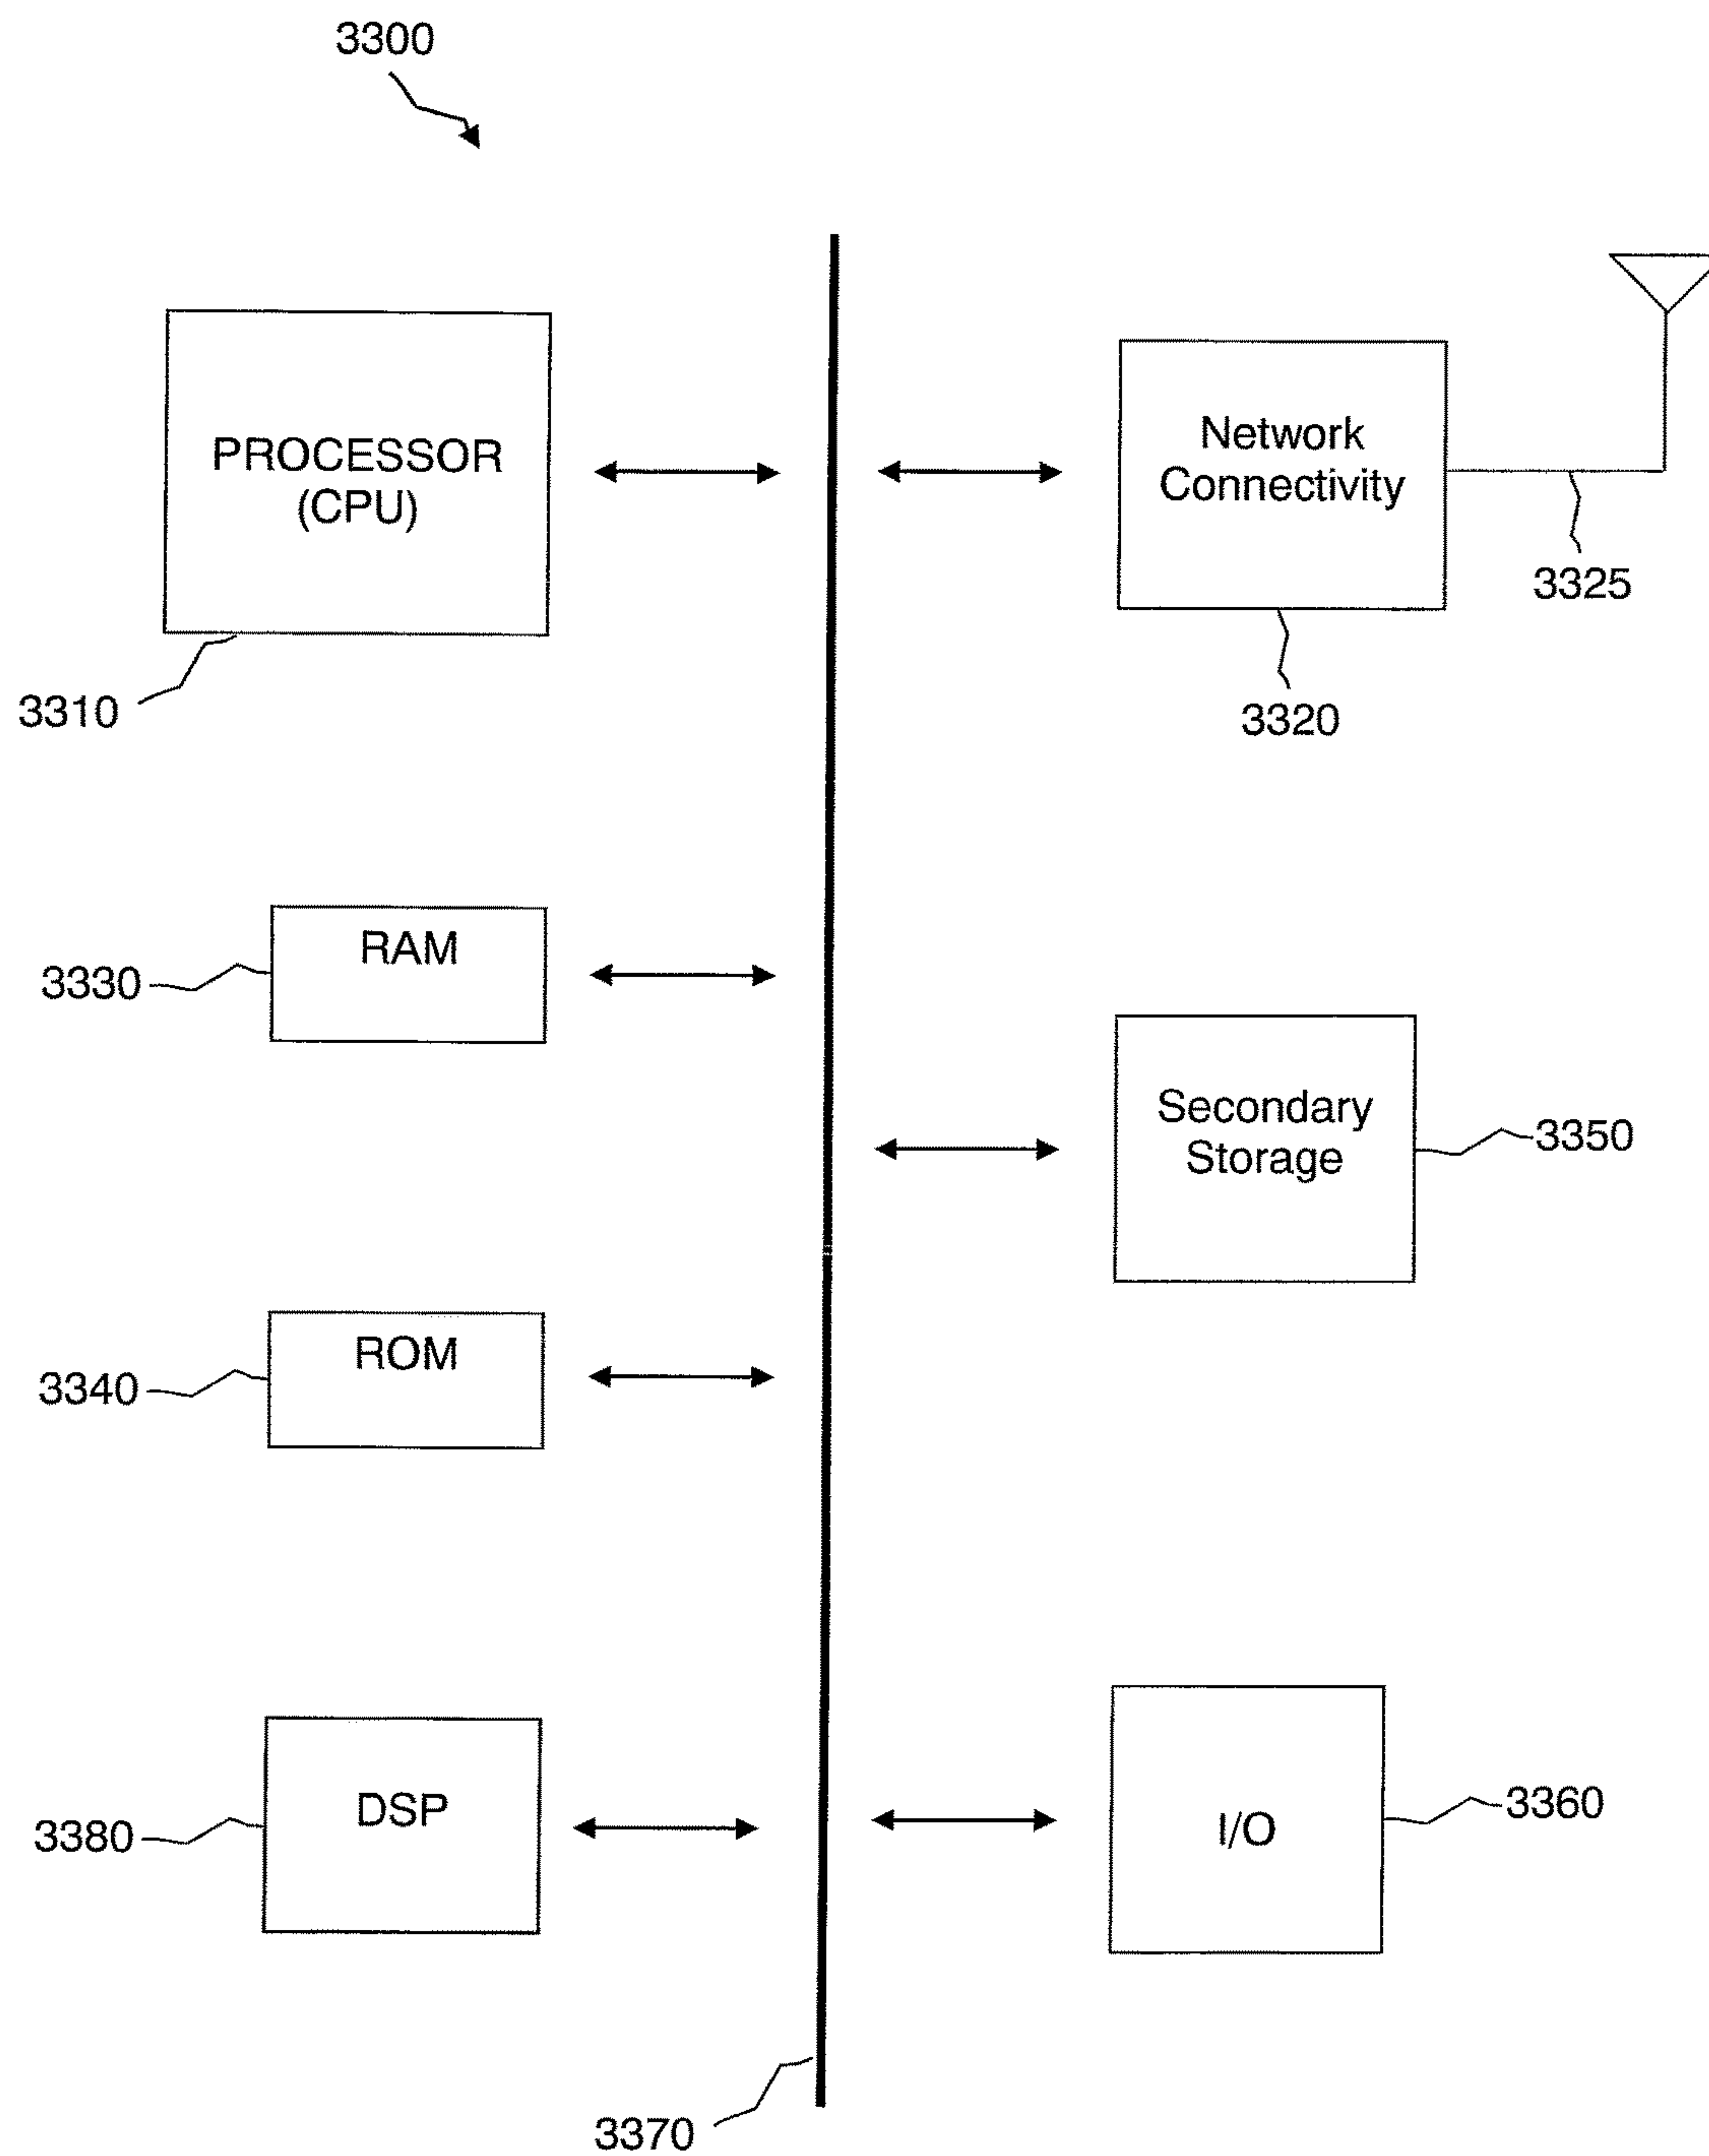 3300
PROCESSOR
(CPU)
3310
Network
Connectivity
3325
3320
RAM
3330
Secondary
Storage
3350
ROM
3340
DSP
3380
I/O
3360
3370